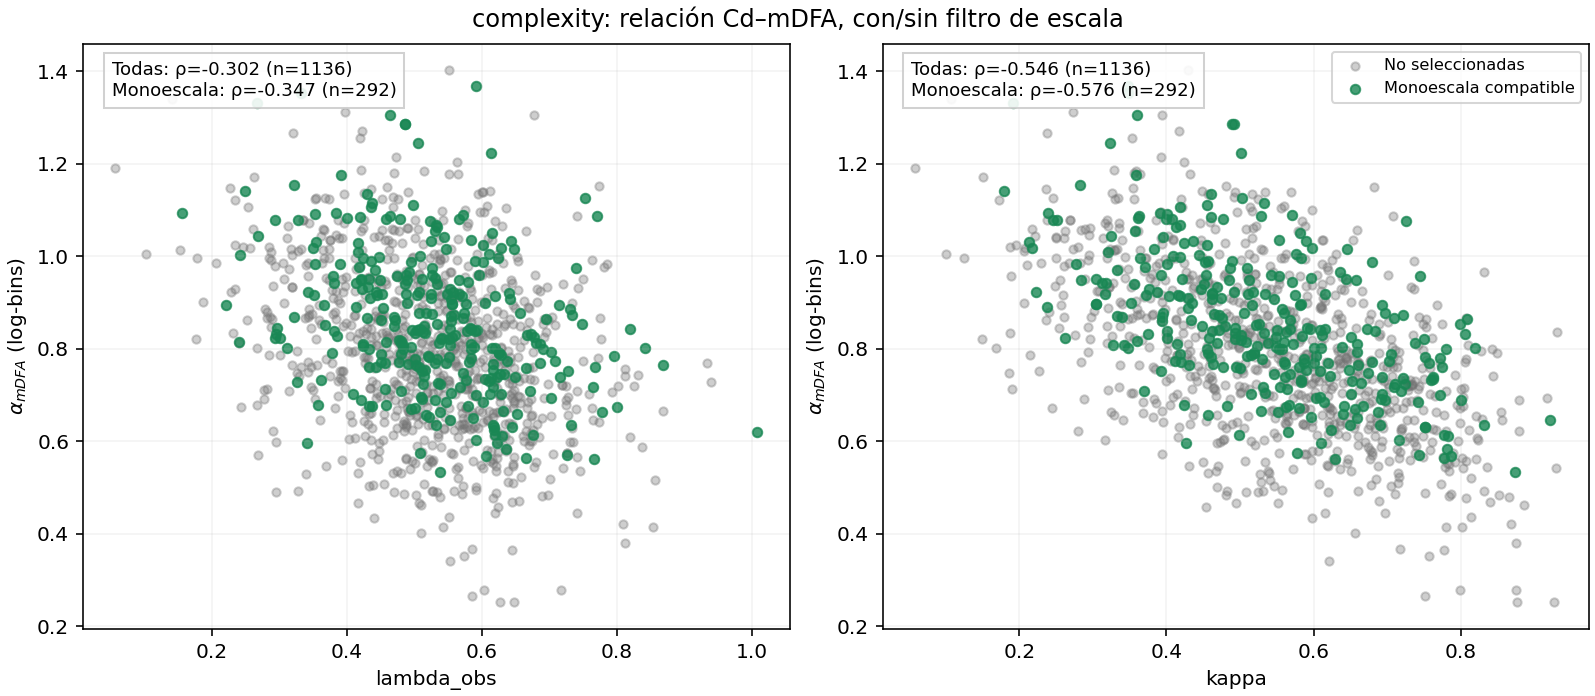 complexity: relación Cd–mDFA, con/sin filtro de escala
Todas: ρ=-0.302 (n=1136)
Monoescala: ρ=-0.347 (n=292)
1.4
1.2
1.0
0.8
0.6
0.4
0.2
α_mDFA (log-bins)
0.2 0.4 0.6 0.8 1.0
lambda_obs
Todas: ρ=-0.546 (n=1136)
Monoescala: ρ=-0.576 (n=292)
No seleccionadas
Monoescala compatible
1.4
1.2
1.0
0.8
0.6
0.4
0.2
α_mDFA (log-bins)
0.2 0.4 0.6 0.8
kappa